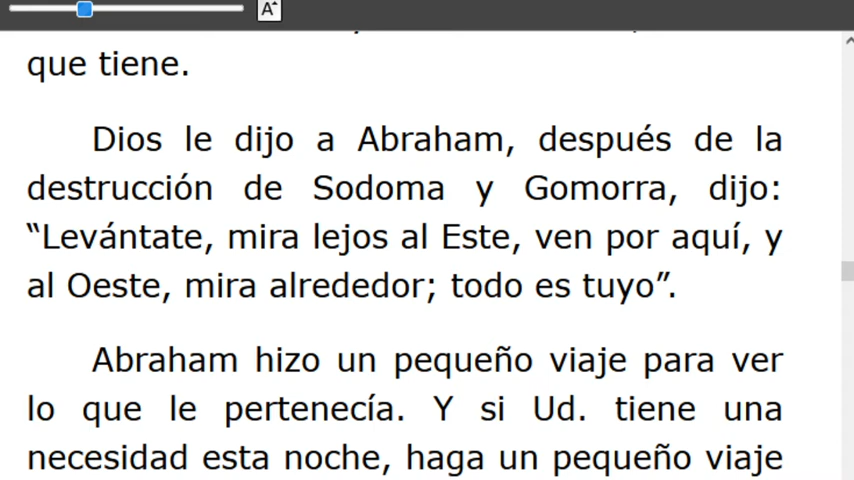 A
que tiene.
Dios le dijo a Abraham, después de la
destrucción de Sodoma y Gomorra, dijo:
“Levántate, mira lejos al Este, ven por aquí, y
al Oeste, mira alrededor; todo es tuyo”.
Abraham hizo un pequeño viaje para ver
lo que le pertenecía. Y si Ud. tiene una
necesidad esta noche, haga un pequeño viaje